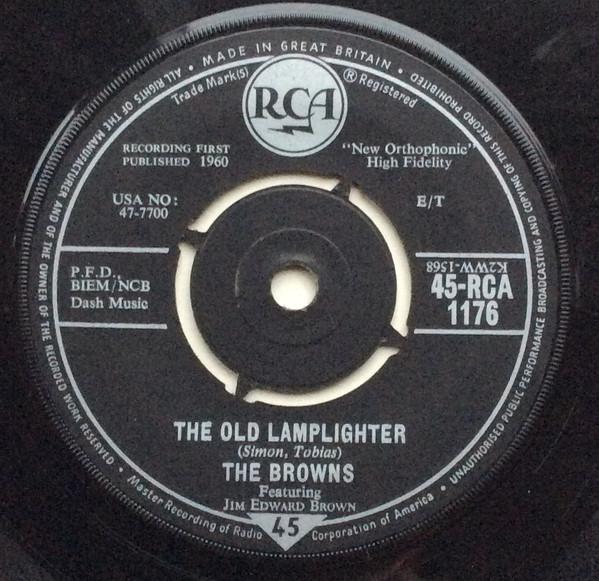 MADE IN GREAT BRITAIN
ALL RIGHTS OF THE MANUFACTURER AND OF THE OWNER OF THE RECORDED WORK RESERVED
UNAUTHORISED PUBLIC PERFORMANCE BROADCASTING AND COPYING OF THIS RECORD PROHIBITED
Trade Mark(s)
RCA
® Registered
RECORDING FIRST
PUBLISHED 1960
"New Orthophonic"
High Fidelity
USA NO:
47-7700
E/T
P.F.D.,
BIEM/NCB
Dash Music
K2WW-1568
45-RCA
1176
THE OLD LAMPLIGHTER
(Simon, Tobias)
THE BROWNS
Featuring
JIM EDWARD BROWN
45
Master Recording of Radio Corporation of America